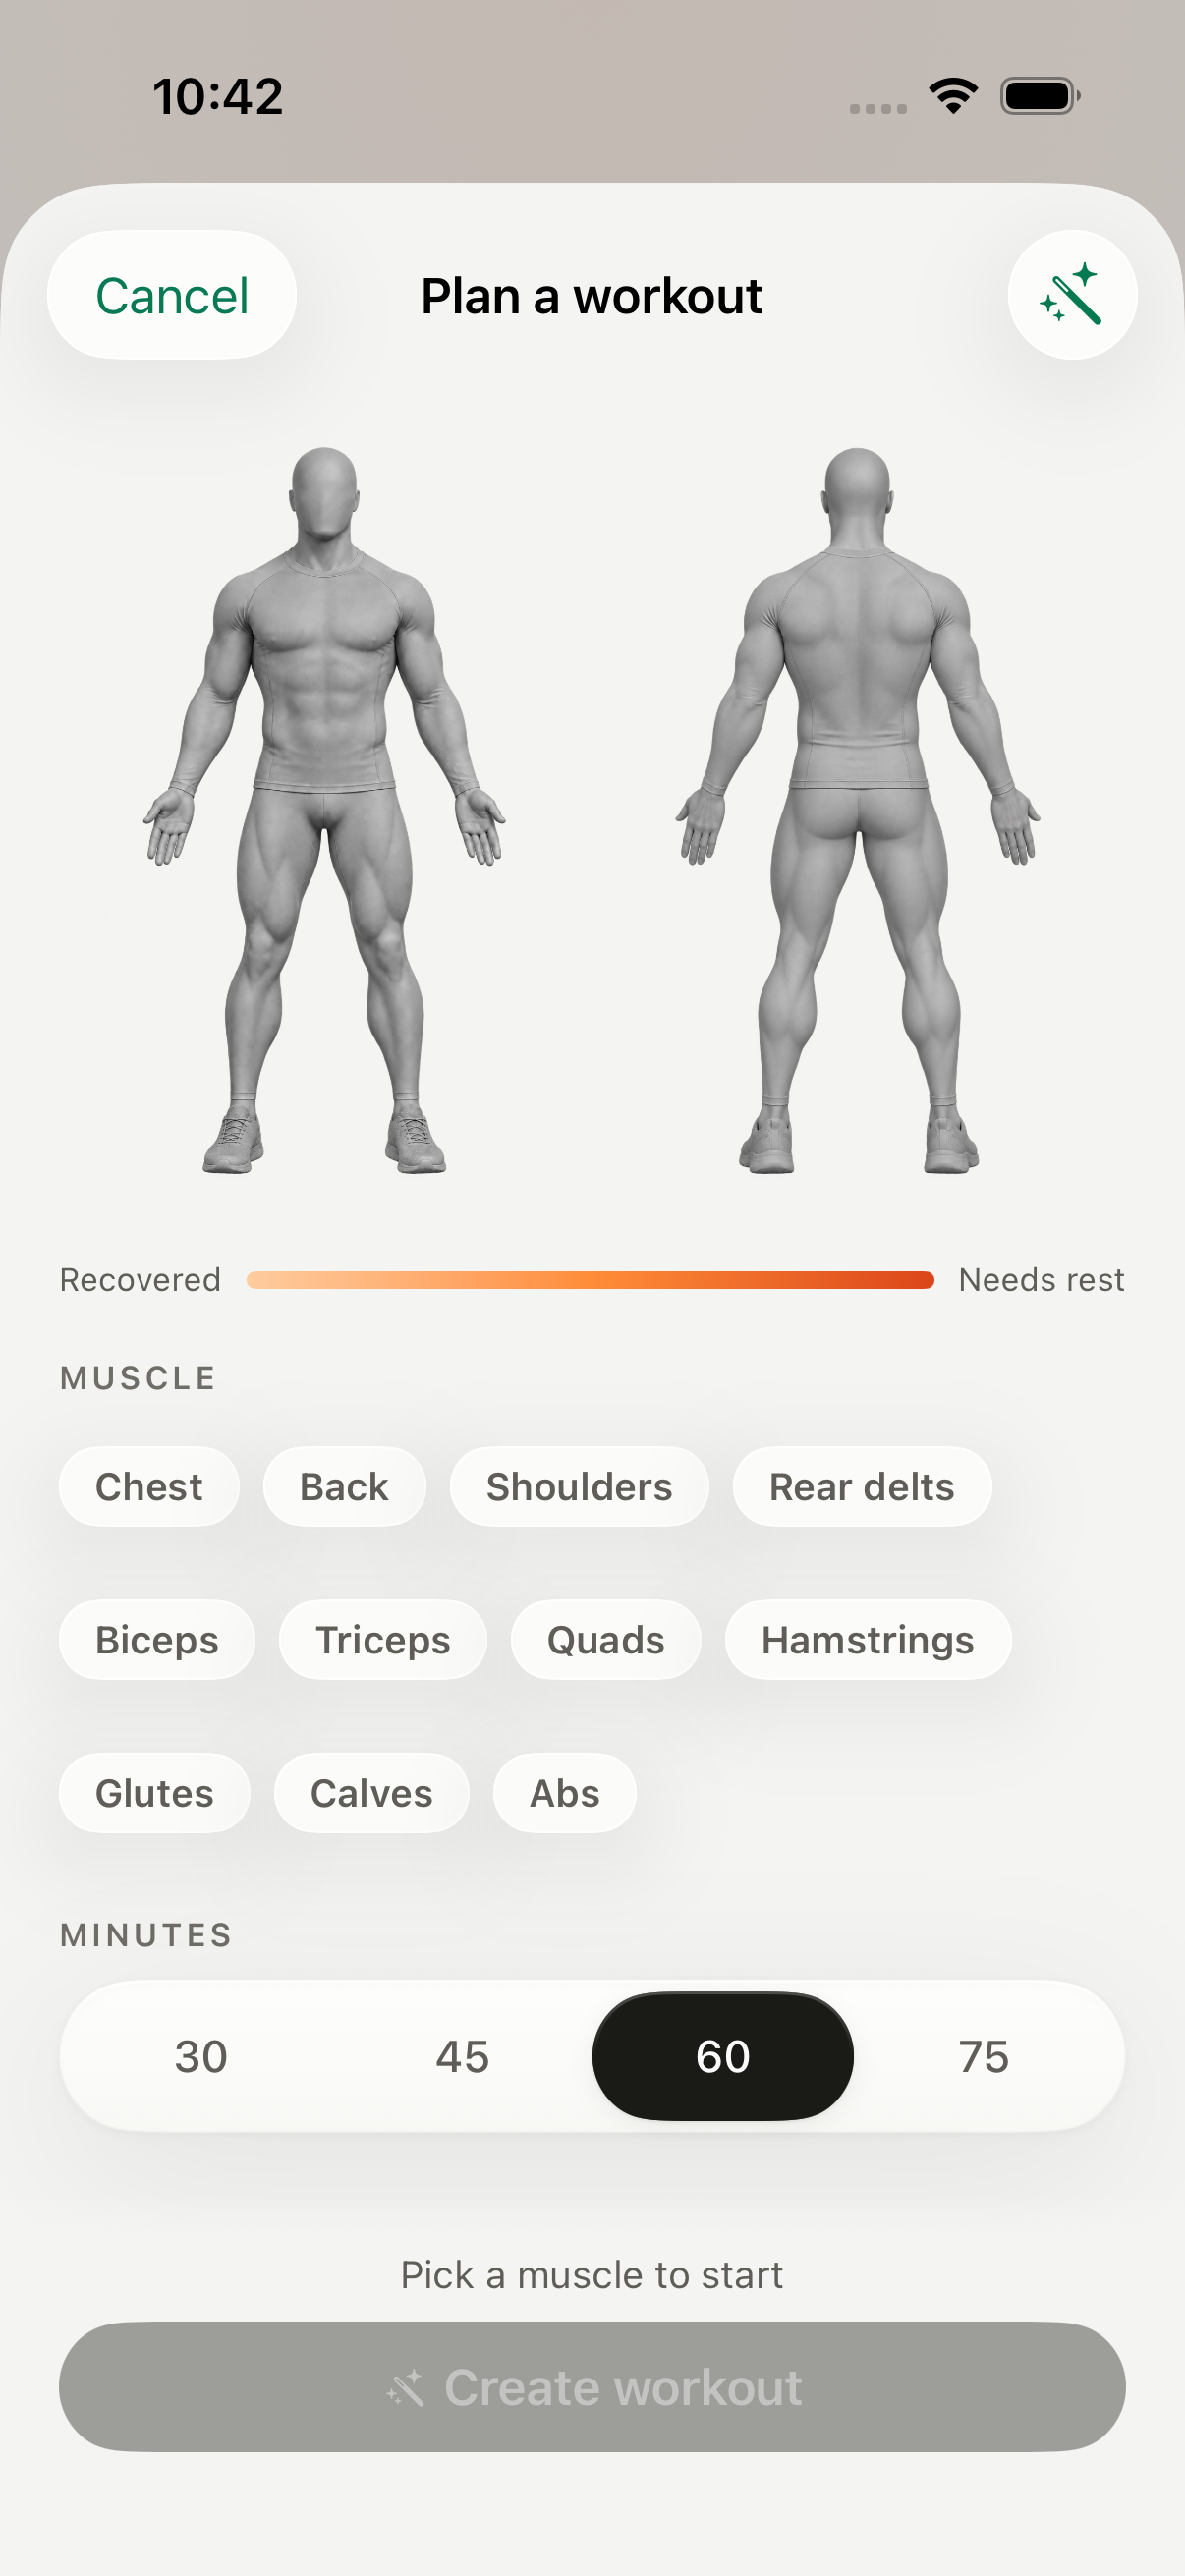 10:42
Cancel
Plan a workout
Recovered
Needs rest
MUSCLE
Chest
Back
Shoulders
Rear delts
Biceps
Triceps
Quads
Hamstrings
Glutes
Calves
Abs
MINUTES
30
45
60
75
Pick a muscle to start
Create workout